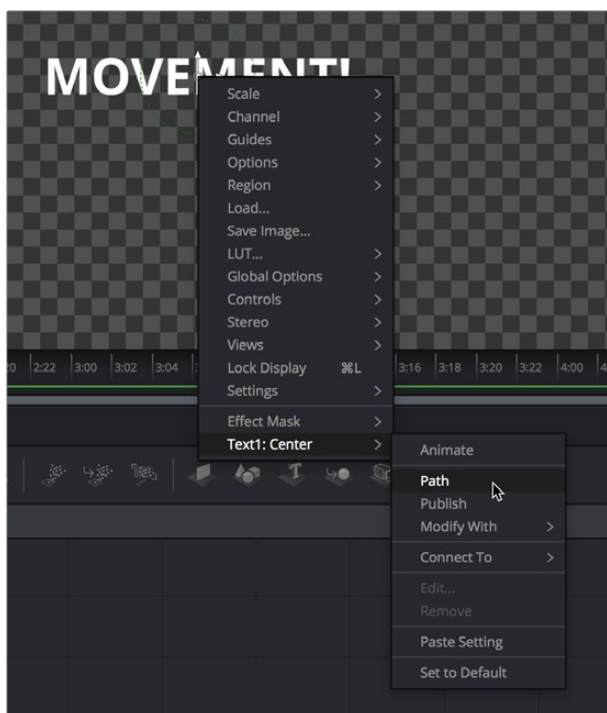 MOVEMENT!
Scale
Channel
Guides
Options
Region
Load...
Save Image...
LUT...
Global Options
Controls
Stereo
Views
Lock Display ⌘L
Settings
2:22 3:00 3:02 3:04 3:16 3:18 3:20 3:22 4:00
Effect Mask
Text1: Center
Animate
Path
Publish
Modify With
Connect To
Edit...
Remove
Paste Setting
Set to Default